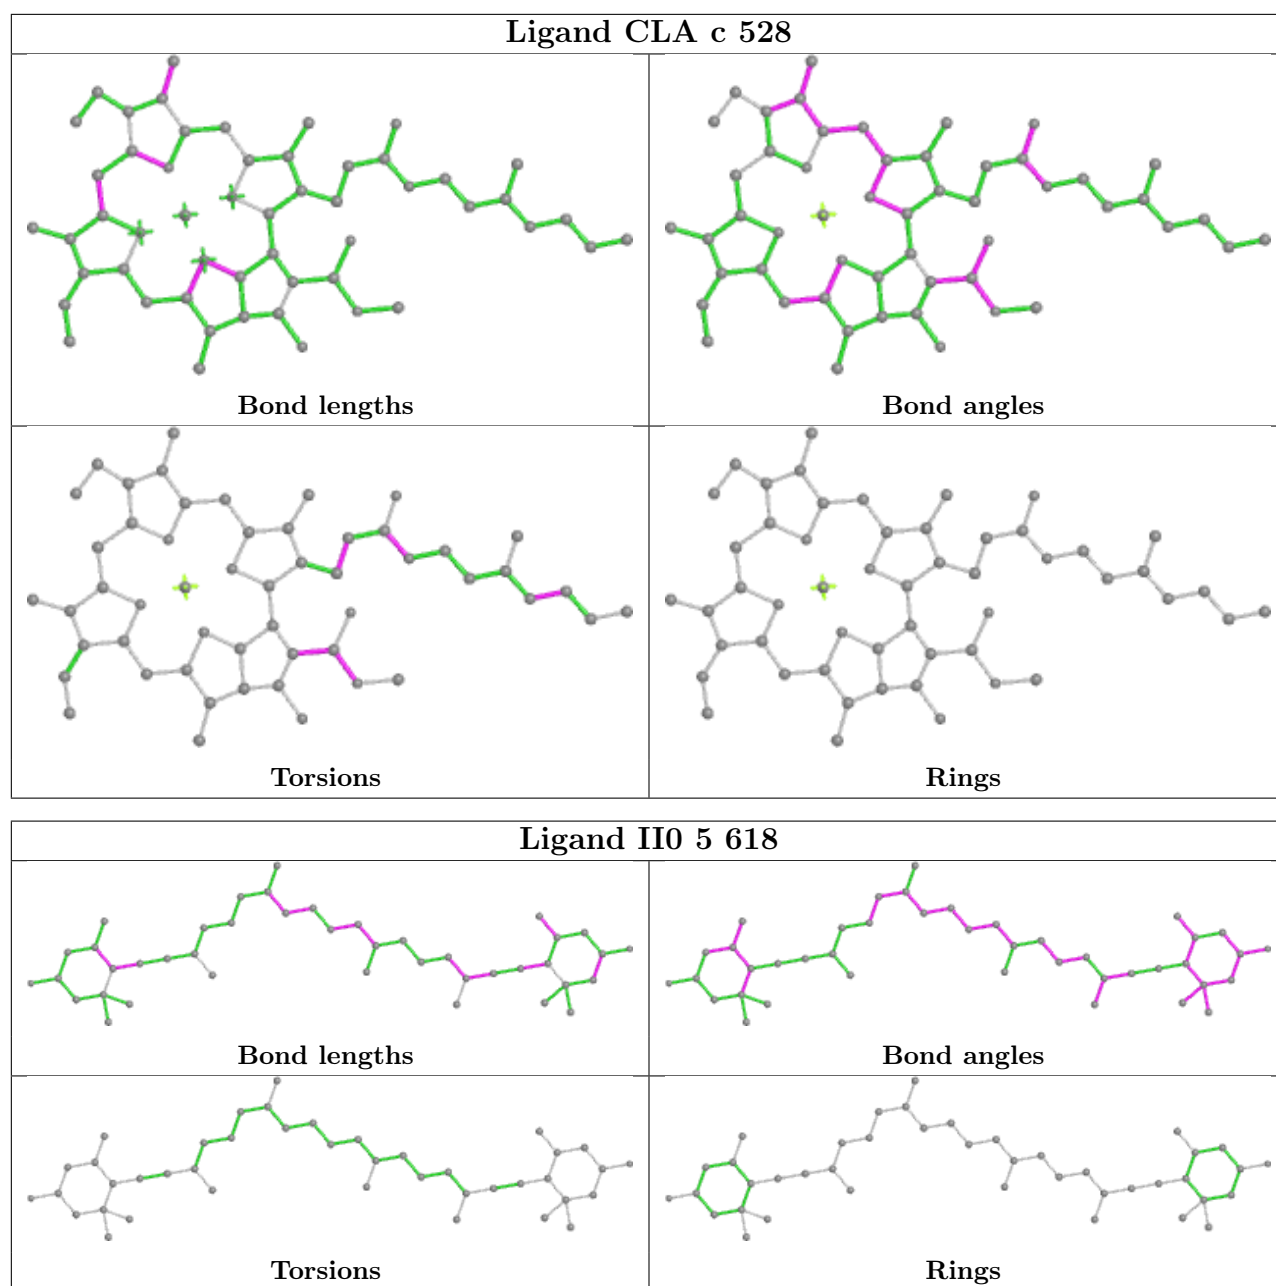 Ligand CLA c 528
Bond lengths
Bond angles
Torsions
Rings
Ligand II0 5 618
Bond lengths
Bond angles
Torsions
Rings